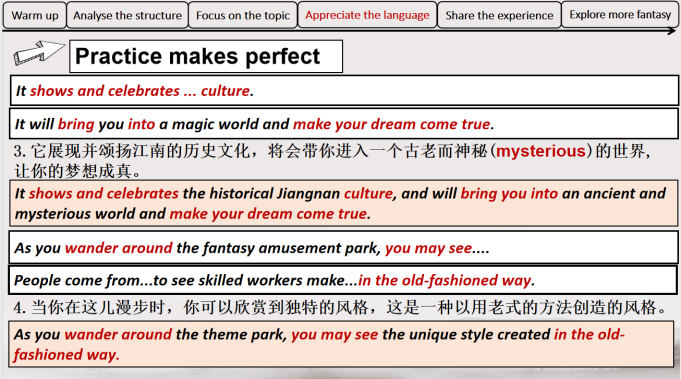 Warm up
Analyse the structure
Focus on the topic
Appreciate the language
Share the experience
Explore more fantasy
Practice makes perfect
It shows and celebrates ... culture.
It will bring you into a magic world and make your dream come true.
3. 它展现并颂扬江南的历史文化，将会带你进入一个古老而神秘(mysterious)的世界,
让你的梦想成真。
It shows and celebrates the historical Jiangnan culture, and will bring you into an ancient and
mysterious world and make your dream come true.
As you wander around the fantasy amusement park, you may see....
People come from...to see skilled workers make...in the old-fashioned way.
4. 当你在这儿漫步时，你可以欣赏到独特的风格，这是一种以用老式的方法创造的风格。
As you wander around the theme park, you may see the unique style created in the old-
fashioned way.